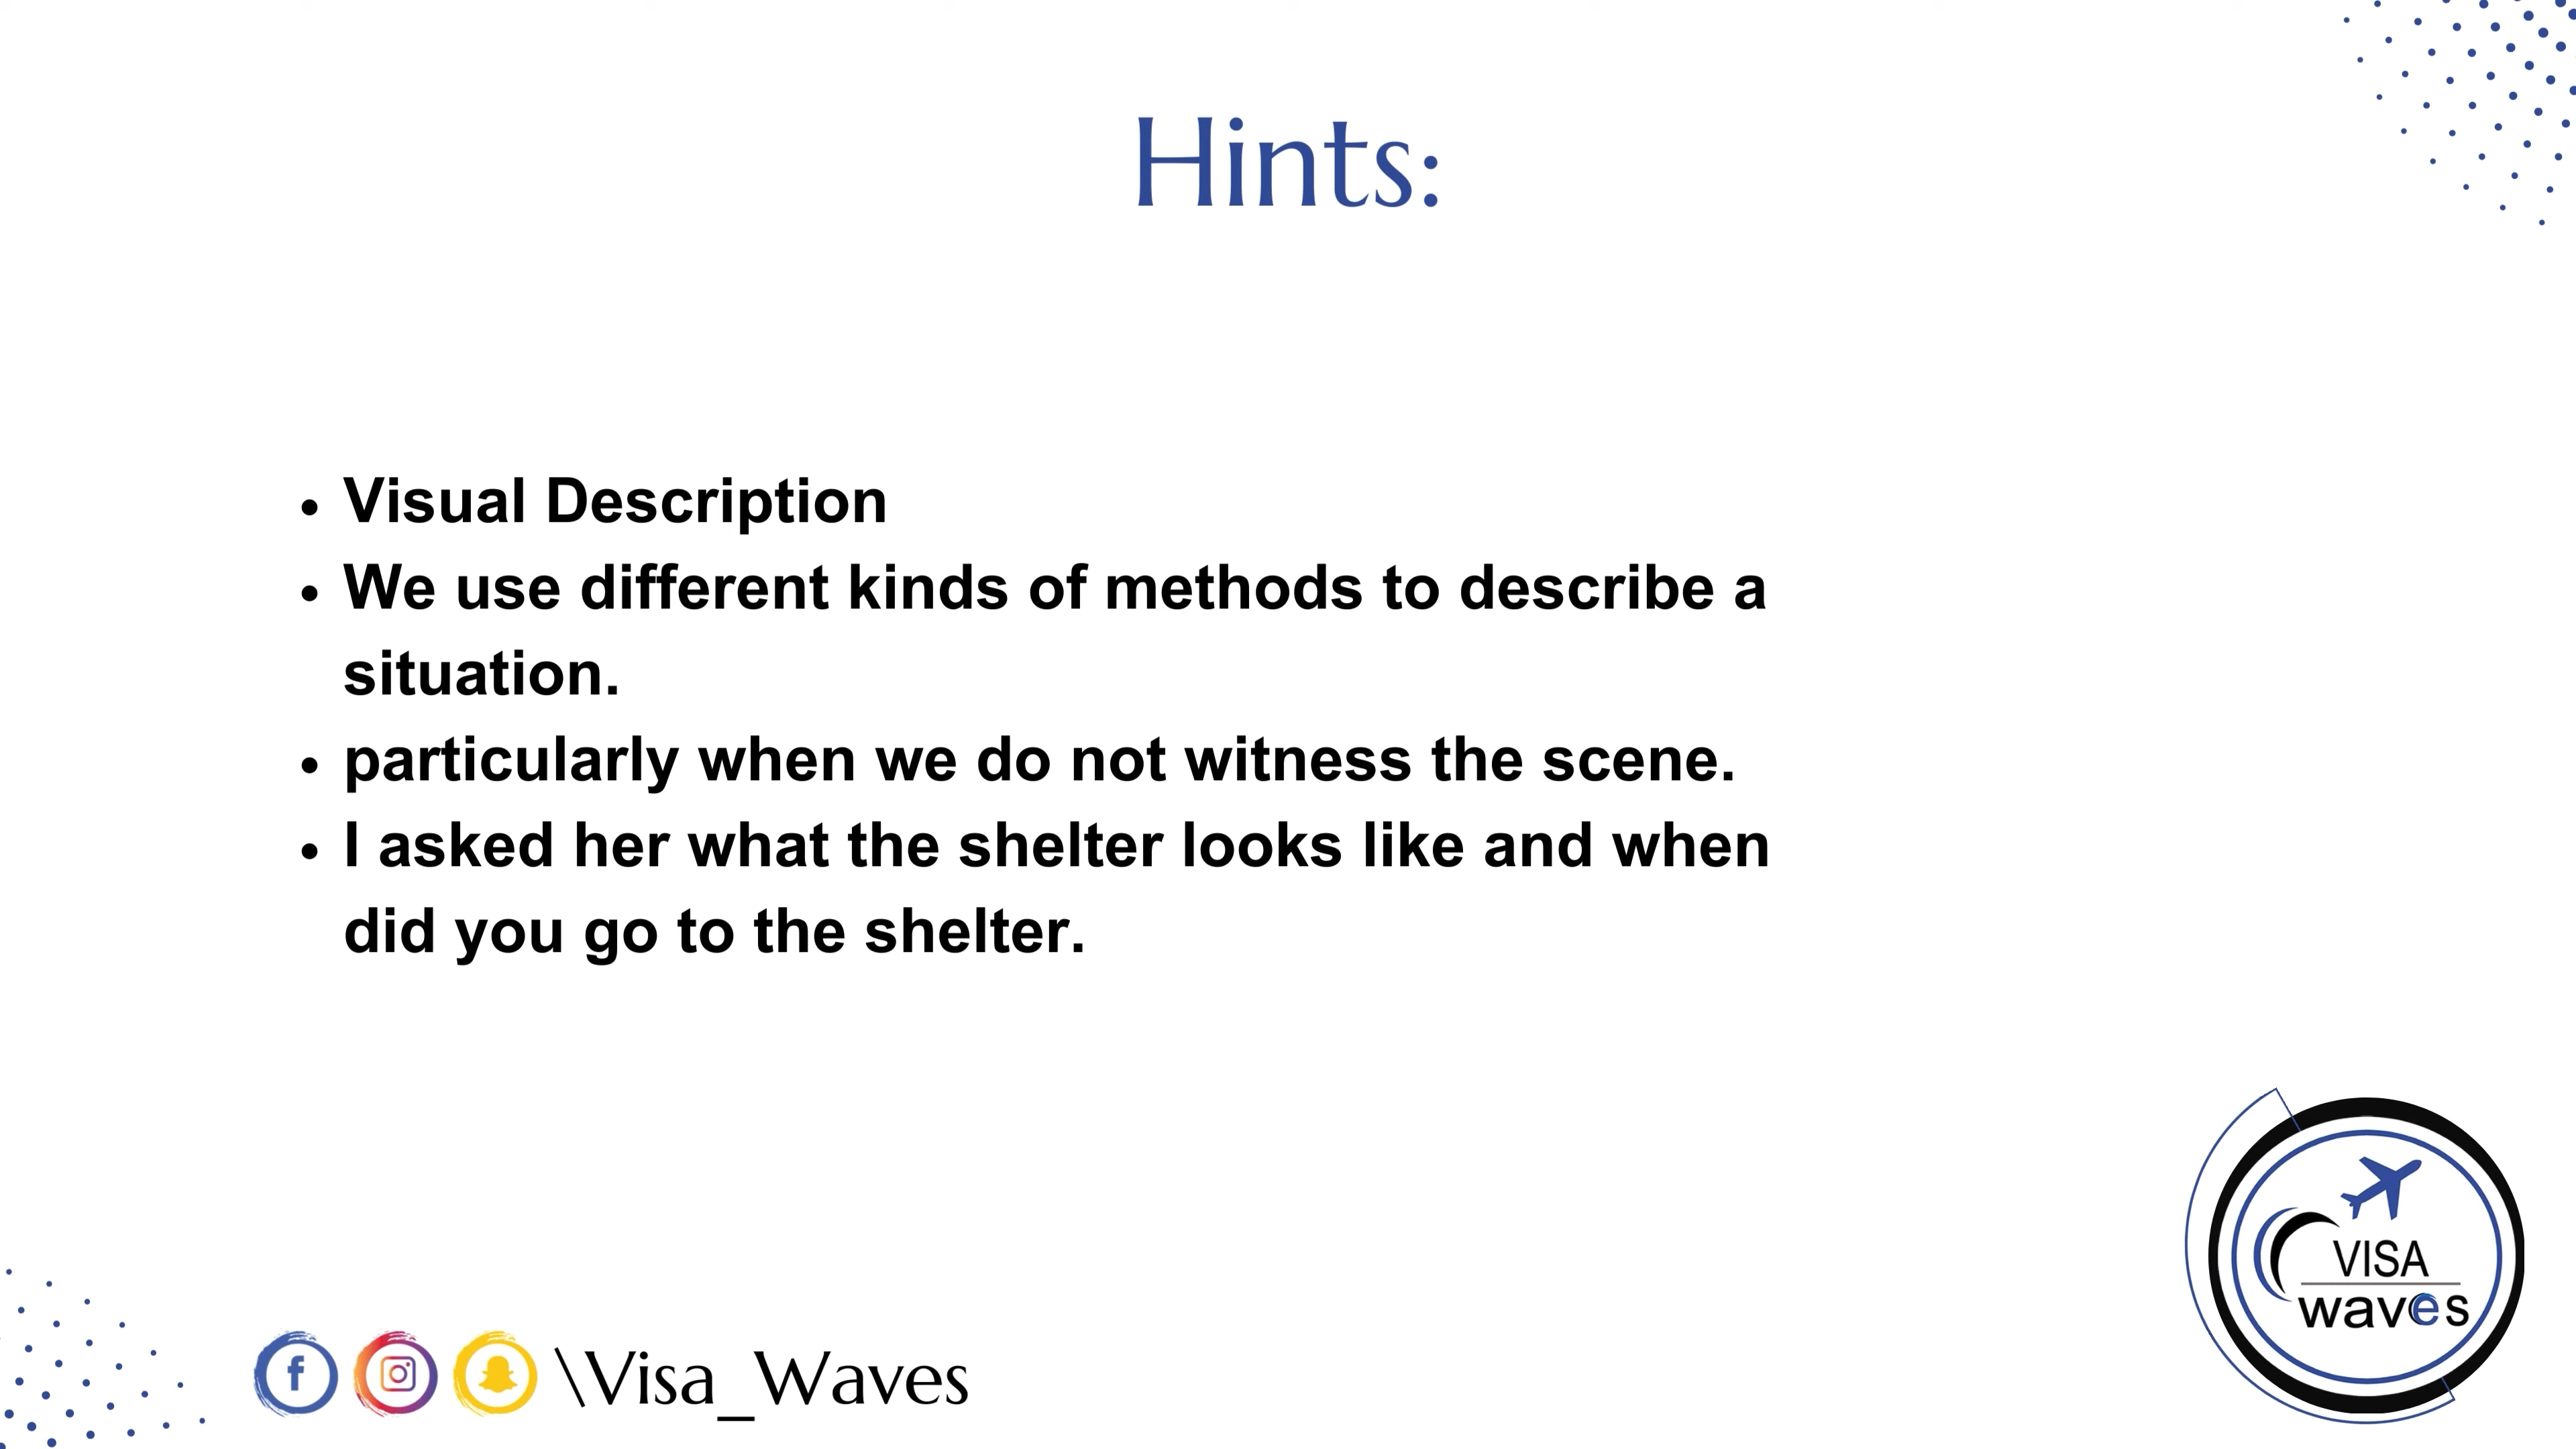 Hints:
• Visual Description
• We use different kinds of methods to describe a
situation.
• particularly when we do not witness the scene.
• I asked her what the shelter looks like and when
did you go to the shelter.
VISA
waves
\Visa_Waves